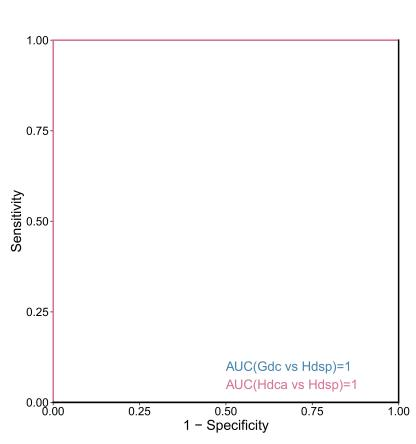 1.00
0.75
0.50
0.25
0.00
Sensitivity
AUC(Gdc vs Hdsp)=1
AUC(Hdca vs Hdsp)=1
0.00 0.25 0.50 0.75 1.00
1 − Specificity